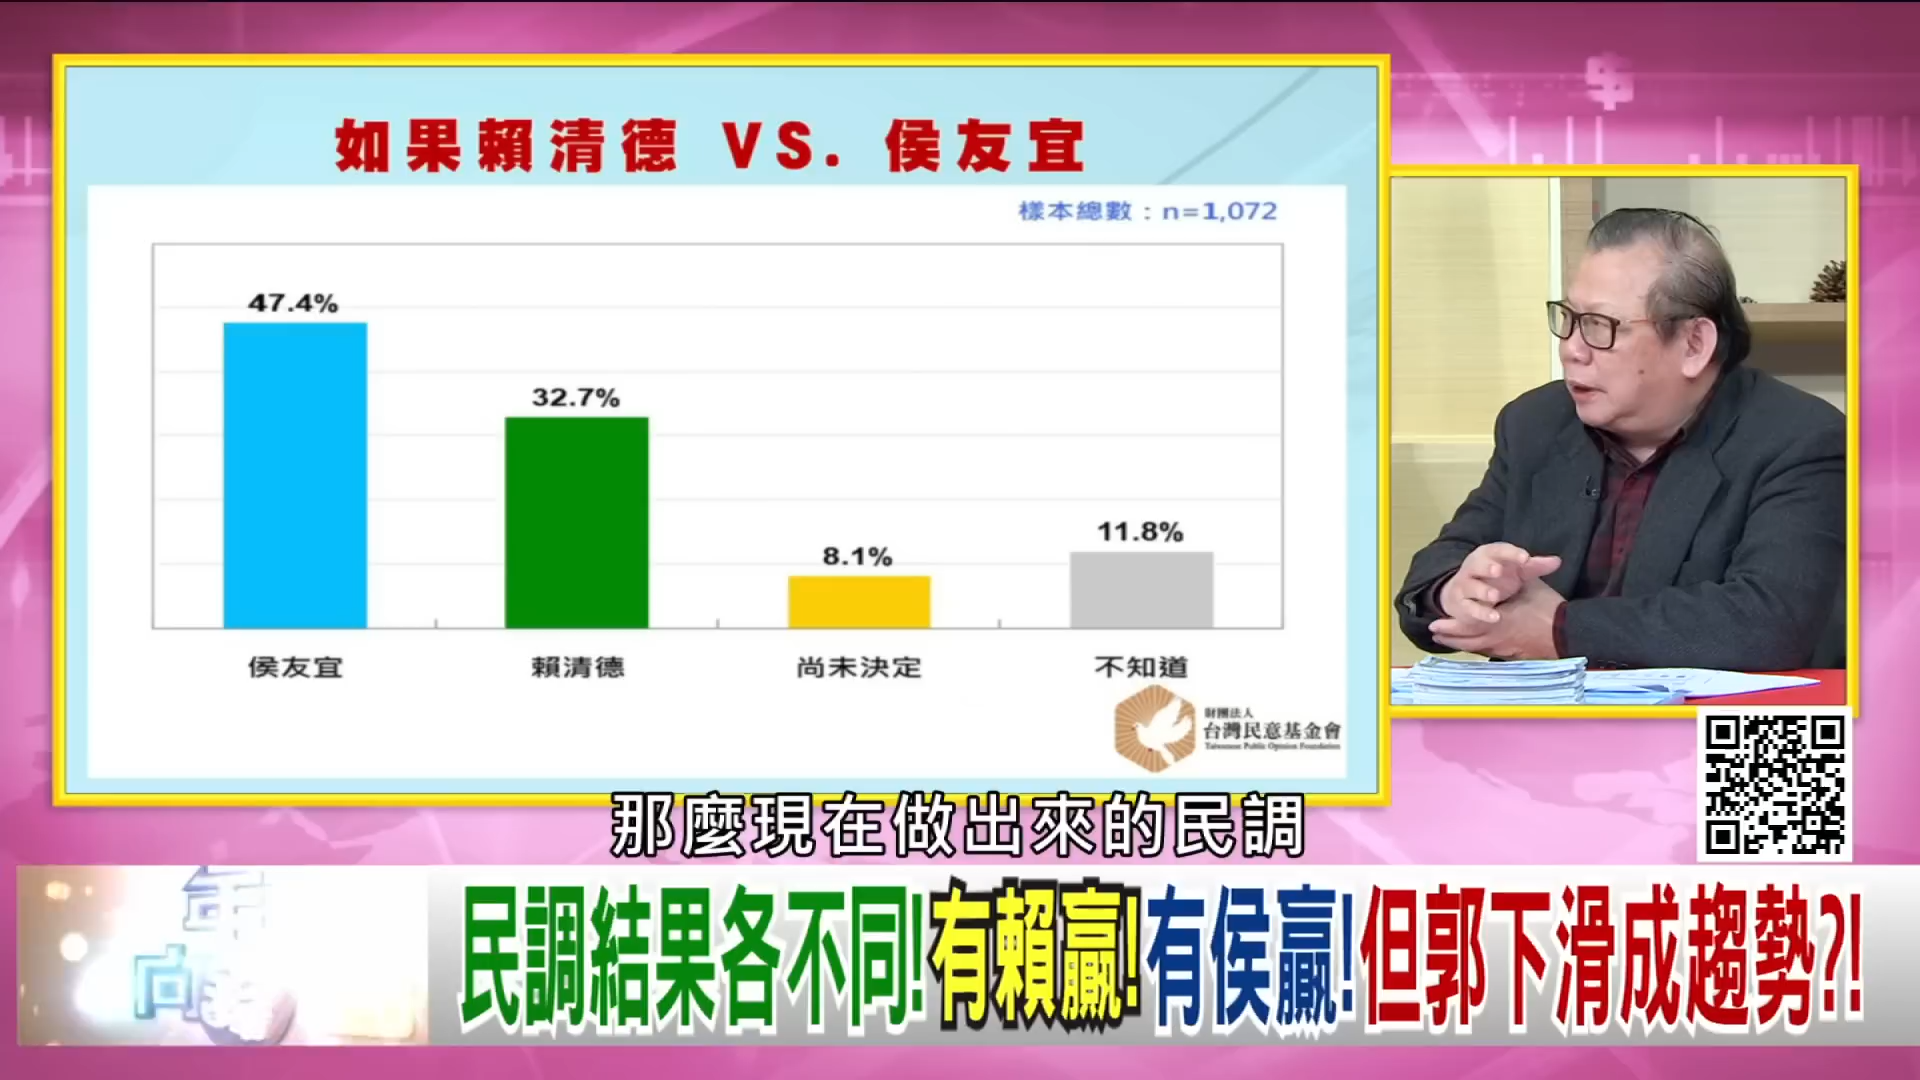 如果賴清德 VS. 侯友宜
樣本總數：n=1,072
47.4%
32.7%
8.1%
11.8%
侯友宜
賴清德
尚未決定
不知道
財團法人
台灣民意基金會
Taiwanese Public Opinion Foundation
那麼現在做出來的民調
民調結果各不同!有賴贏!有侯贏!但郭下滑成趨勢?!